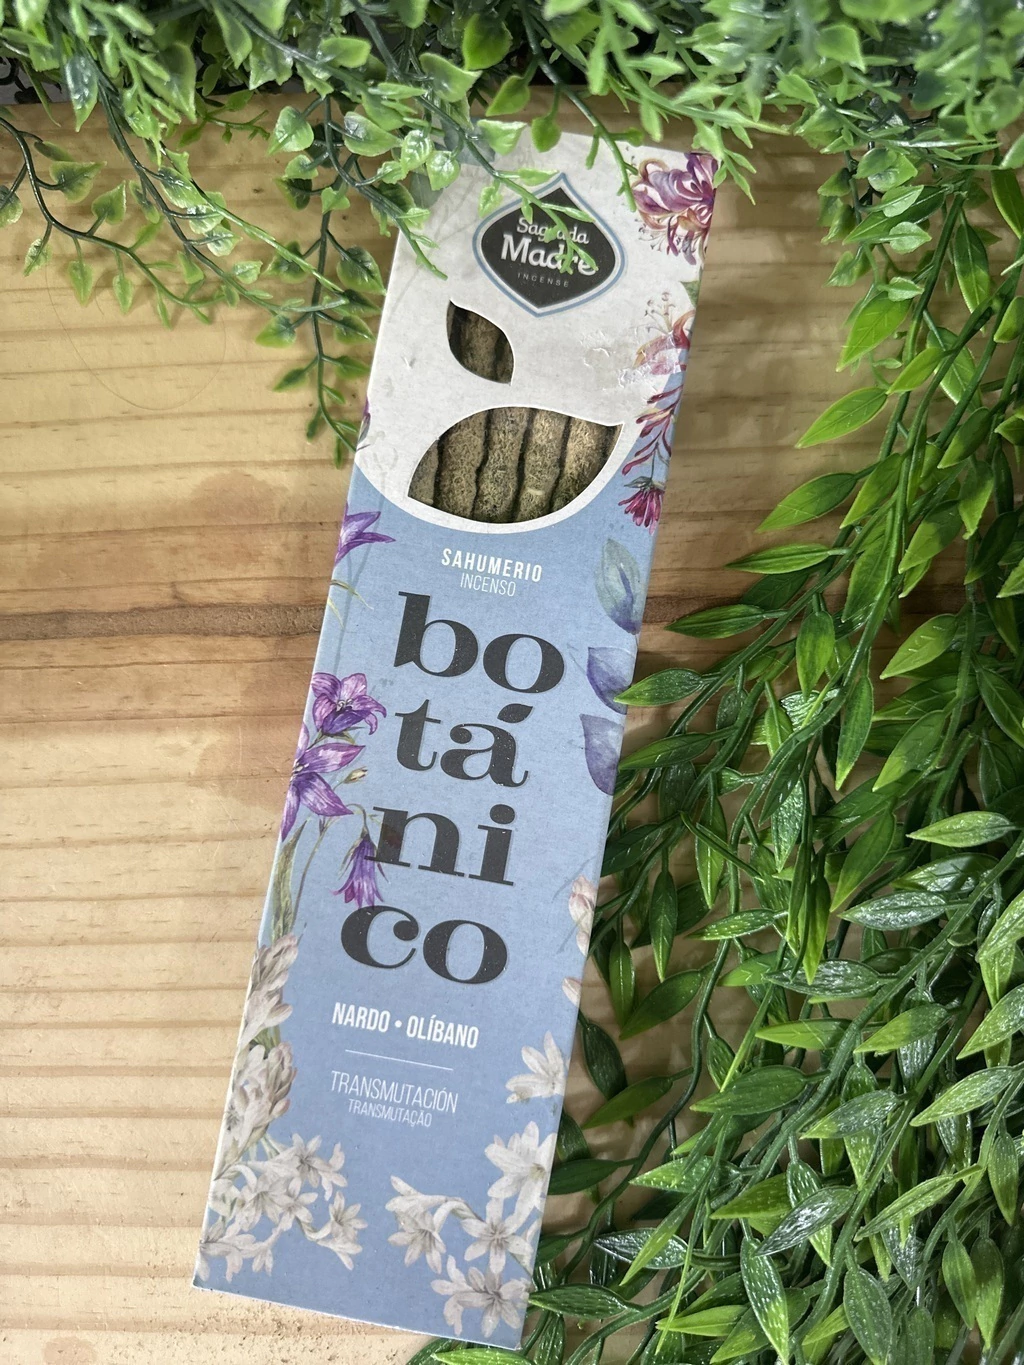 Sagrada
Madre
INCENSE
SAHUMERIO
INCENSO
bo
tá
ni
co
NARDO • OLÍBANO
TRANSMUTACIÓN
TRANSMUTAÇÃO